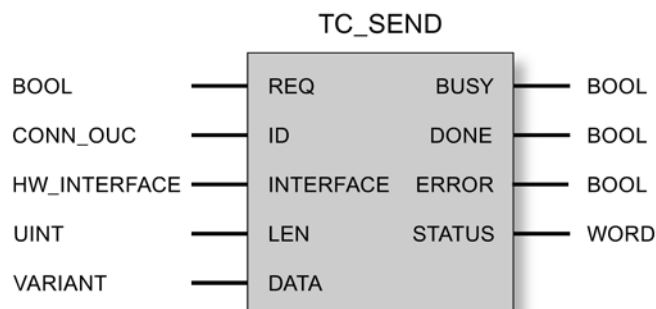 TC_SEND
BOOL REQ BUSY BOOL
CONN_OUC ID DONE BOOL
HW_INTERFACE INTERFACE ERROR BOOL
UINT LEN STATUS WORD
VARIANT DATA